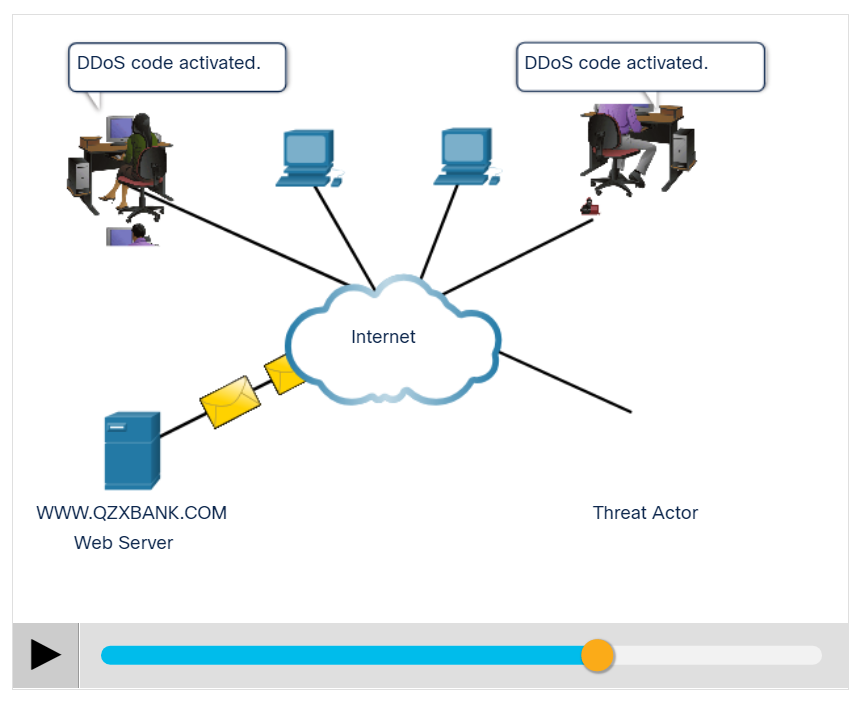 DDoS code activated.
DDoS code activated.
Internet
WWW.QZXBANK.COM
Web Server
Threat Actor